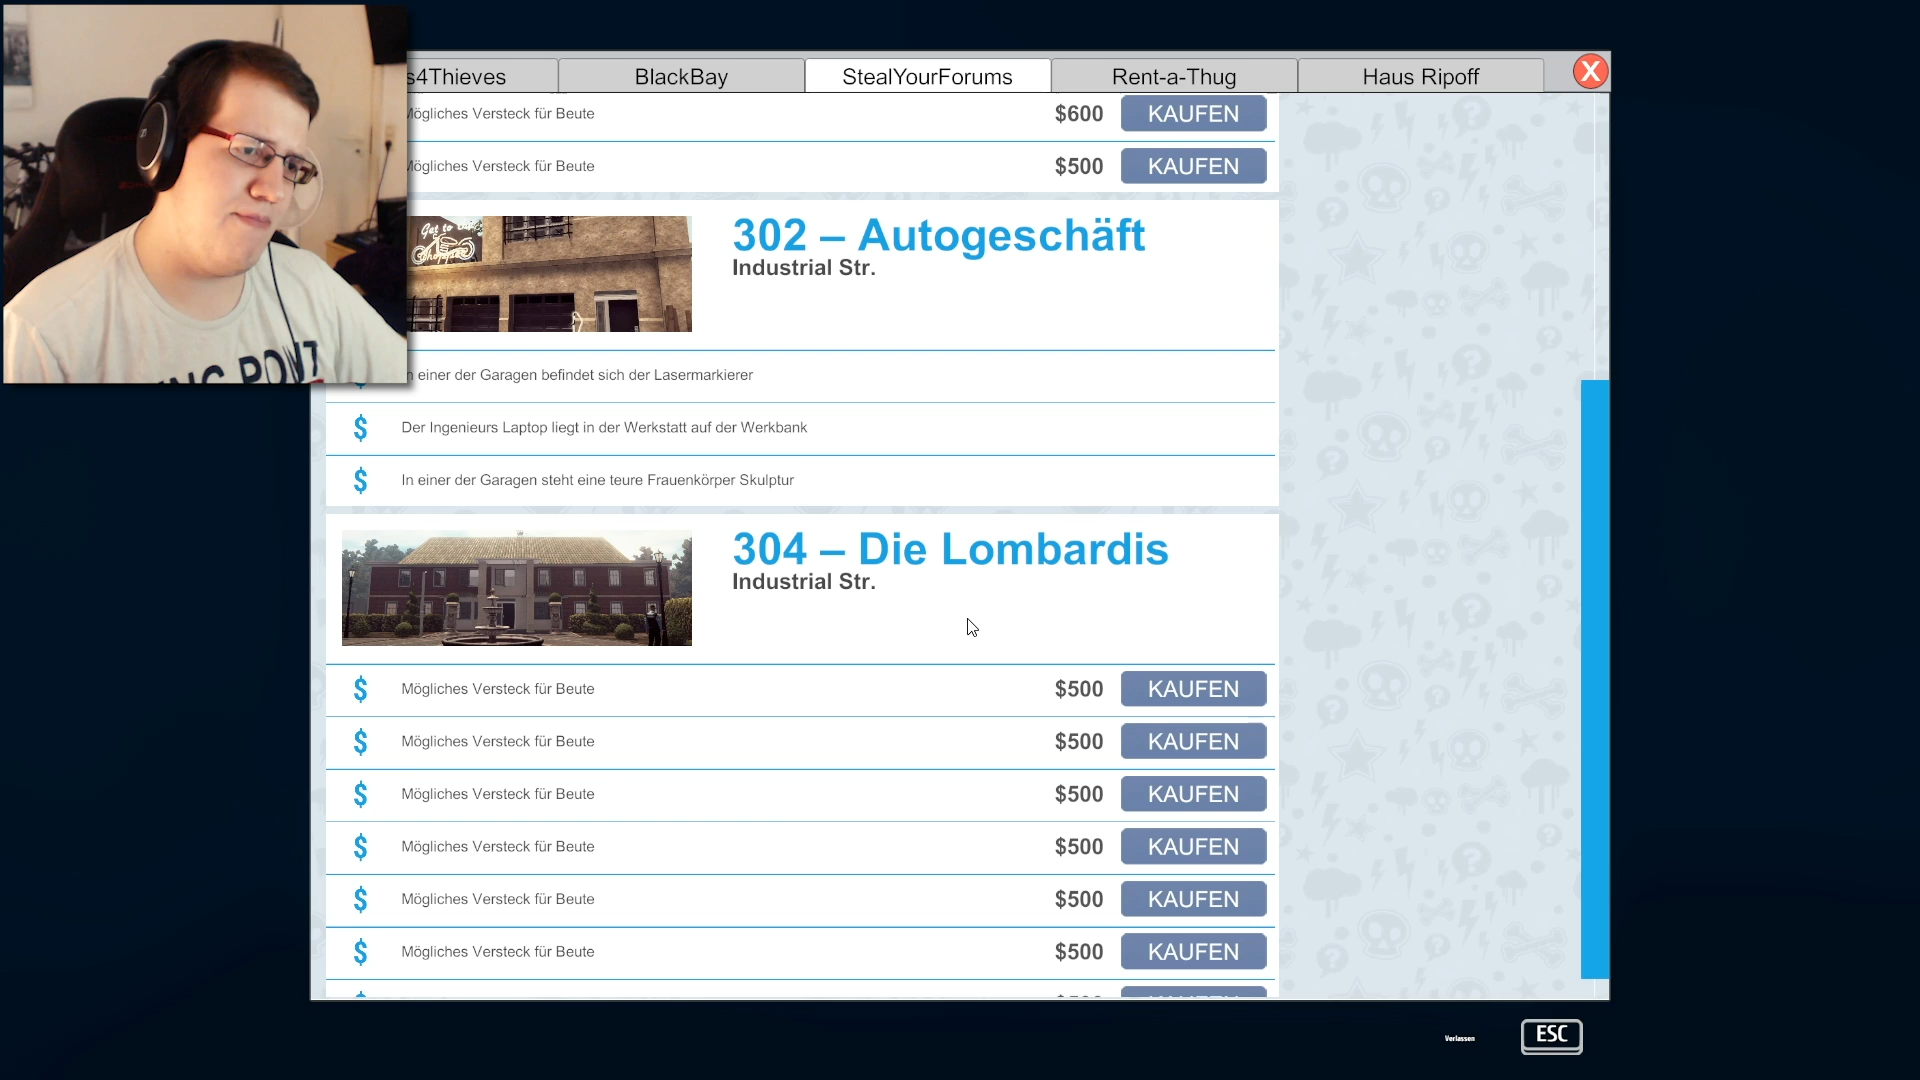 s4Thieves
BlackBay
StealYourForums
Rent-a-Thug
Haus Ripoff
X
Mögliches Versteck für Beute $600 KAUFEN
Mögliches Versteck für Beute $500 KAUFEN
302 – Autogeschäft
Industrial Str.
n einer der Garagen befindet sich der Lasermarkierer
$ Der Ingenieurs Laptop liegt in der Werkstatt auf der Werkbank
$ In einer der Garagen steht eine teure Frauenkörper Skulptur
304 – Die Lombardis
Industrial Str.
$ Mögliches Versteck für Beute $500 KAUFEN
$ Mögliches Versteck für Beute $500 KAUFEN
$ Mögliches Versteck für Beute $500 KAUFEN
$ Mögliches Versteck für Beute $500 KAUFEN
$ Mögliches Versteck für Beute $500 KAUFEN
$ Mögliches Versteck für Beute $500 KAUFEN
Verlassen ESC